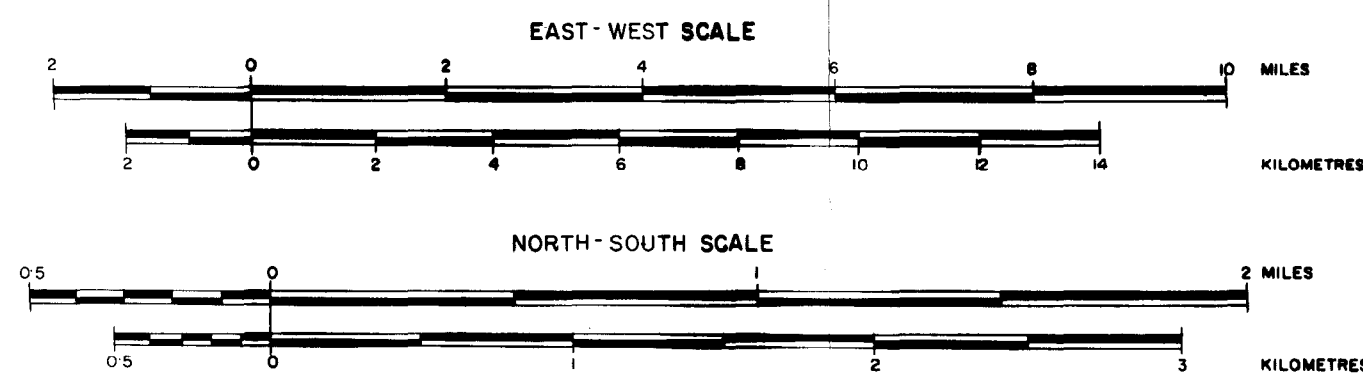 EAST-WEST SCALE
2 0 2 4 6 8 10 MILES
2 0 2 4 6 8 10 12 14 KILOMETRES
NORTH-SOUTH SCALE
0·5 0 1 2 MILES
0·5 0 1 2 3 KILOMETRES